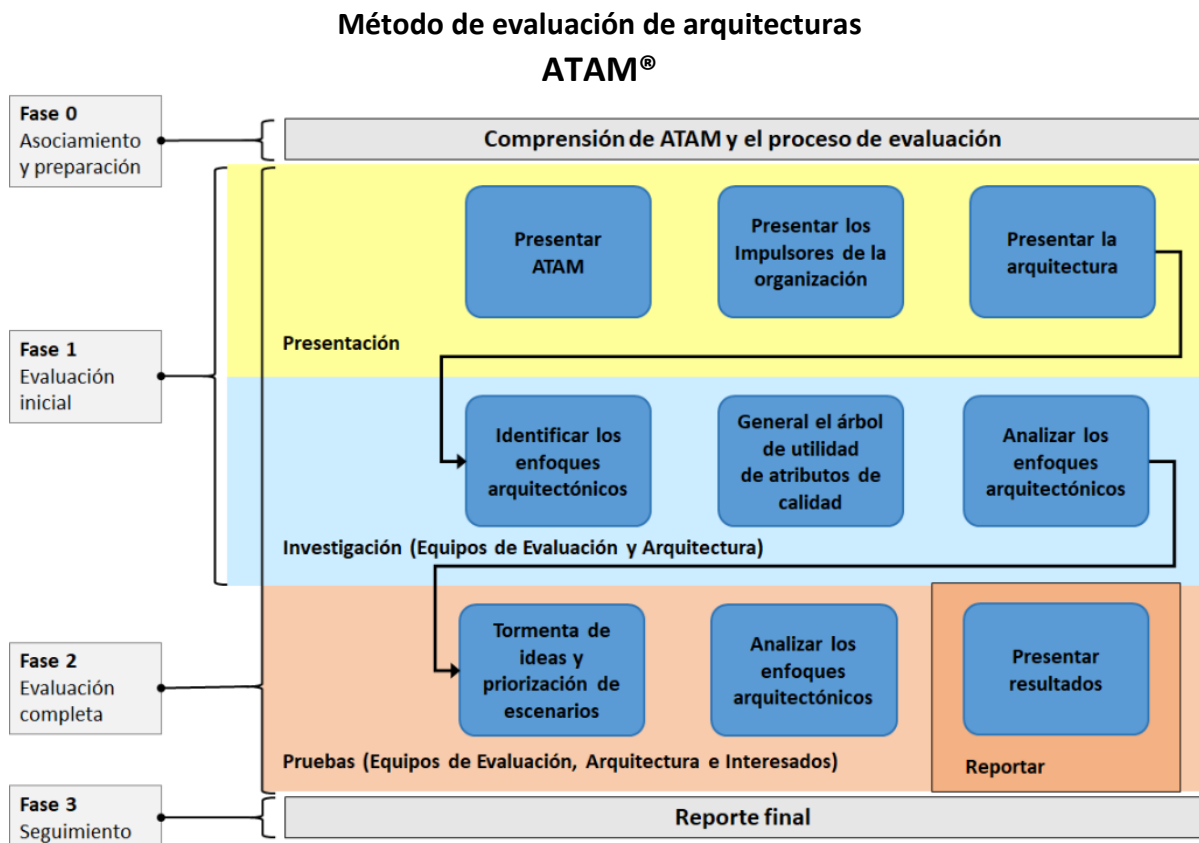 Método de evaluación de arquitecturas
ATAM®
Fase 0
Asociamiento
y preparación
Comprensión de ATAM y el proceso de evaluación
Presentar
ATAM
Presentar los
Impulsores de la
organización
Presentar la
arquitectura
Presentación
Fase 1
Evaluación
inicial
Identificar los
enfoques
arquitectónicos
General el árbol
de utilidad
de atributos de
calidad
Analizar los
enfoques
arquitectónicos
Investigación (Equipos de Evaluación y Arquitectura)
Fase 2
Evaluación
completa
Tormenta de
ideas y
priorización de
escenarios
Analizar los
enfoques
arquitectónicos
Presentar
resultados
Pruebas (Equipos de Evaluación, Arquitectura e Interesados)
Reportar
Fase 3
Seguimiento
Reporte final